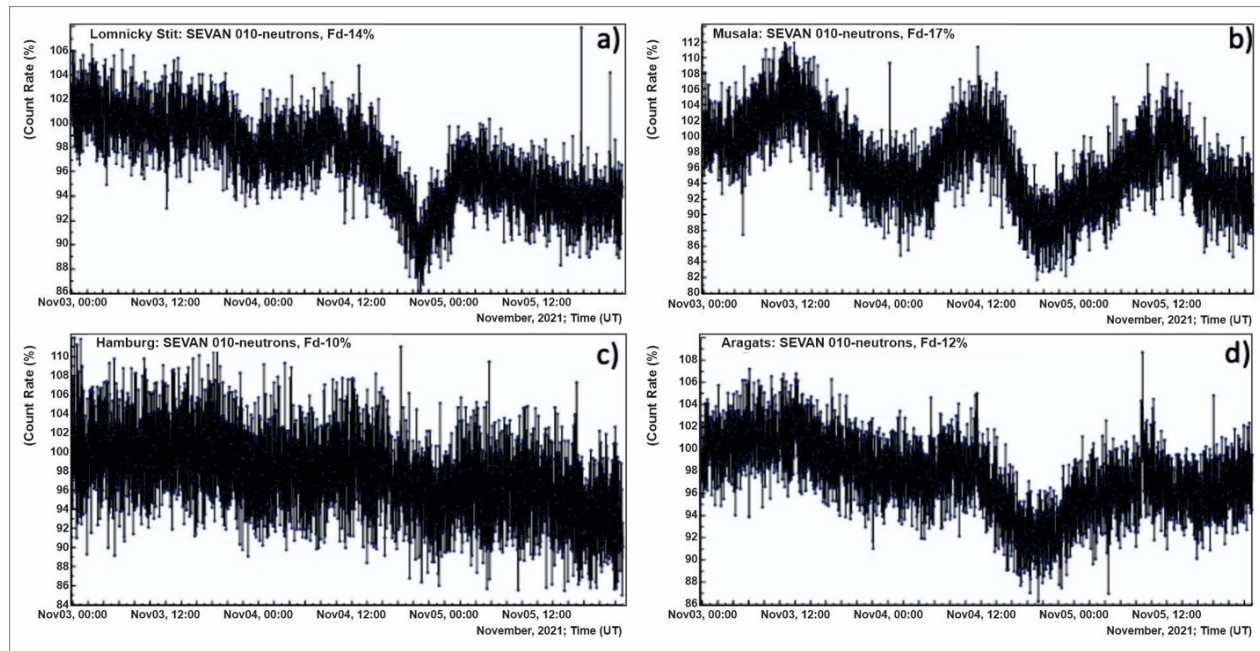 Lomnicky Stit: SEVAN 010-neutrons, Fd-14%
a)
(Count Rate (%)
106
104
102
100
98
96
94
92
90
88
86
Nov03, 00:00 Nov03, 12:00 Nov04, 00:00 Nov04, 12:00 Nov05, 00:00 Nov05, 12:00
November, 2021; Time (UT)
Musala: SEVAN 010-neutrons, Fd-17%
b)
(Count Rate (%)
112
108
106
104
102
100
98
96
94
92
90
88
86
84
82
80
Nov03, 00:00 Nov03, 12:00 Nov04, 00:00 Nov04, 12:00 Nov05, 00:00 Nov05, 12:00
November, 2021; Time (UT)
Hamburg: SEVAN 010-neutrons, Fd-10%
c)
(Count Rate (%)
110
106
104
102
100
98
96
94
92
90
88
86
84
Nov03, 00:00 Nov03, 12:00 Nov04, 00:00 Nov04, 12:00 Nov05, 00:00 Nov05, 12:00
November, 2021; Time (UT)
Aragats: SEVAN 010-neutrons, Fd-12%
d)
(Count Rate (%)
108
106
104
102
100
98
96
94
92
90
88
86
Nov03, 00:00 Nov03, 12:00 Nov04, 00:00 Nov04, 12:00 Nov05, 00:00 Nov05, 12:00
November, 2021; Time (UT)